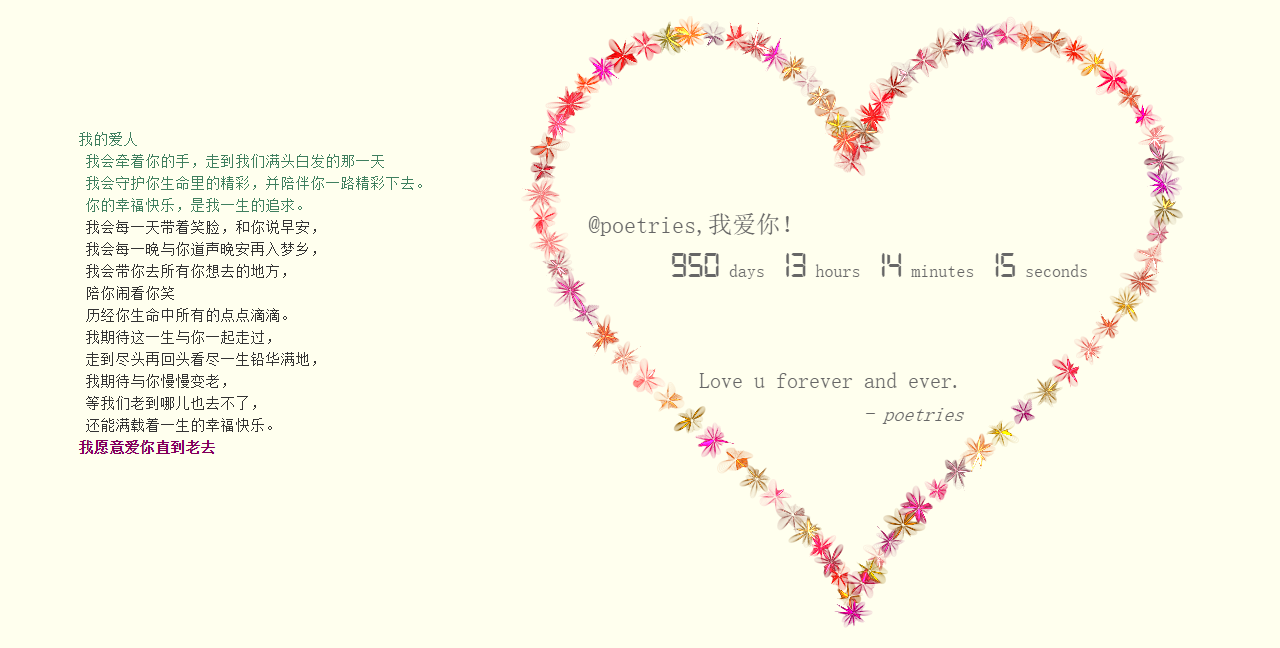 我的爱人
我会牵着你的手，走到我们满头白发的那一天
我会守护你生命里的精彩，并陪伴你一路精彩下去。
你的幸福快乐，是我一生的追求。
我会每一天带着笑脸，和你说早安，
我会每一晚与你道声晚安再入梦乡，
我会带你去所有你想去的地方，
陪你闹看你笑
历经你生命中所有的点点滴滴。
我期待这一生与你一起走过，
走到尽头再回头看尽一生铅华满地，
我期待与你慢慢变老，
等我们老到哪儿也去不了，
还能满载着一生的幸福快乐。
我愿意爱你直到老去
@poetries,我爱你！
950 days 13 hours 14 minutes 15 seconds
Love u forever and ever.
- poetries